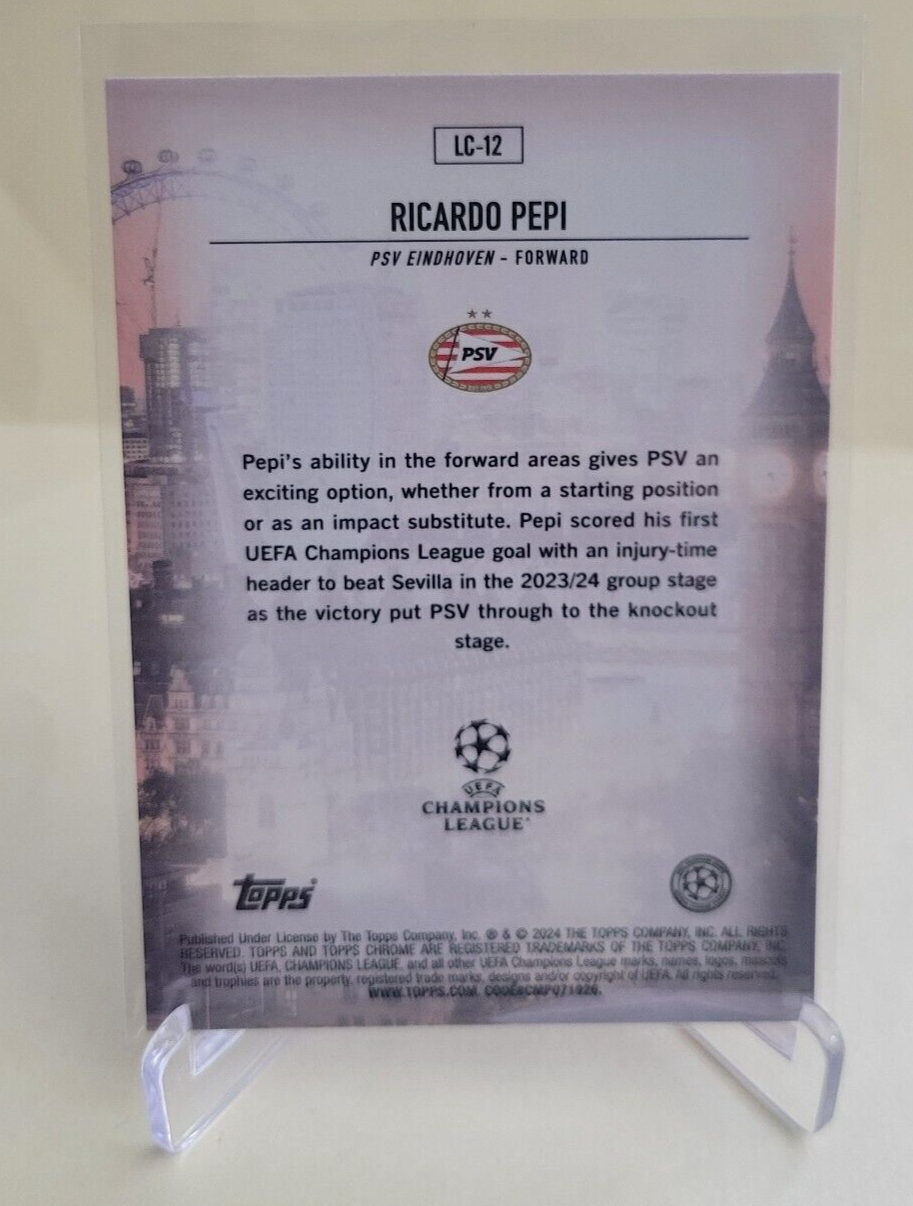 LC-12
RICARDO PEPI
PSV EINDHOVEN - FORWARD
PSV
Pepi's ability in the forward areas gives PSV an
exciting option, whether from a starting position
or as an impact substitute. Pepi scored his first
UEFA Champions League goal with an injury-time
header to beat Sevilla in the 2023/24 group stage
as the victory put PSV through to the knockout
stage.
UEFA
CHAMPIONS
LEAGUE®
topps®
Published Under License by The Topps Company, Inc. ® & © 2024 THE TOPPS COMPANY, INC. ALL RIGHTS
RESERVED. TOPPS AND TOPPS CHROME ARE REGISTERED TRADEMARKS OF THE TOPPS COMPANY, INC.
The word(s) UEFA, CHAMPIONS LEAGUE, and all other UEFA Champions League marks, names, logos, mascots
and trophies are the property, registered trade marks, designs and/or copyright of UEFA. All rights reserved.
WWW.TOPPS.COM.